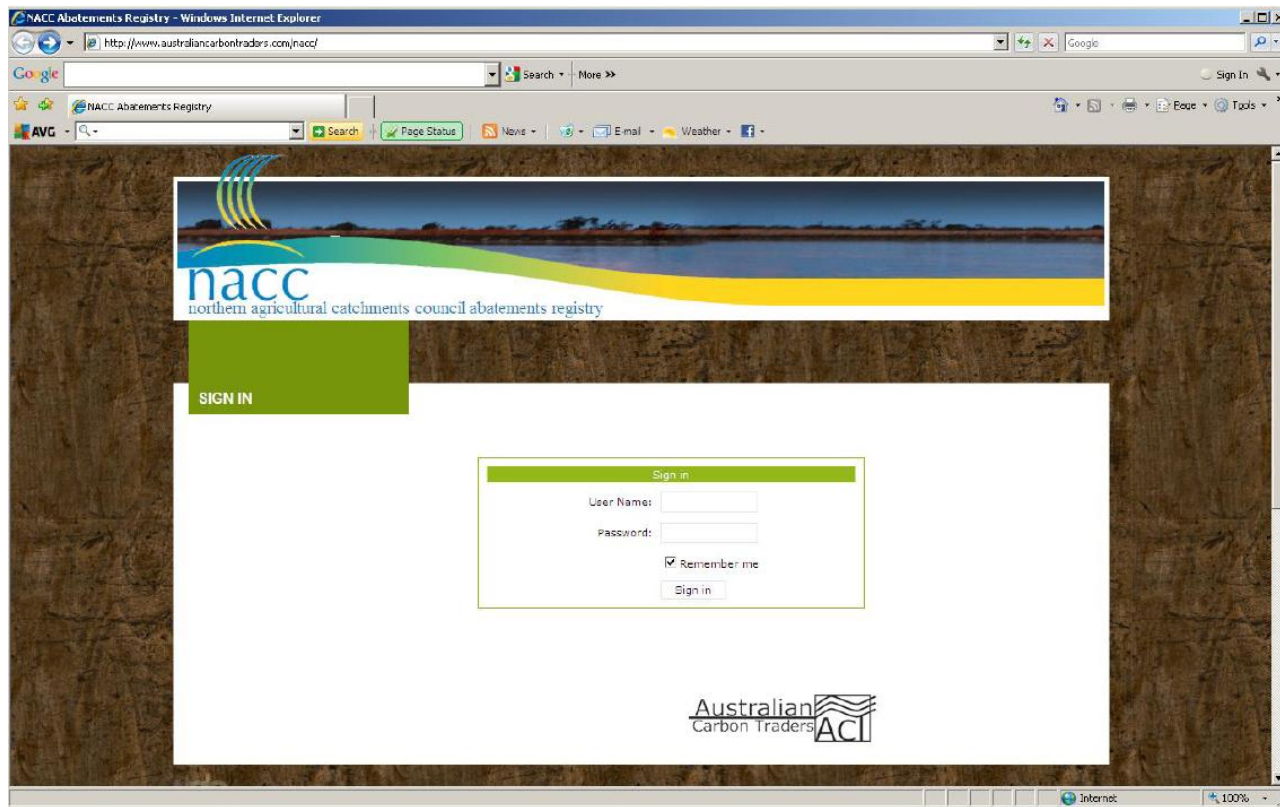 NACC Abatements Registry - Windows Internet Explorer
http://www.australiancarbontraders.com/nacc/
Google
Google
Search
More »
Sign In
NACC Abatements Registry
Page
Tools
AVG
Search
Page Status
News
E-mail
Weather
nacc
northern agricultural catchments council abatements registry
SIGN IN
Sign in
User Name:
Password:
Remember me
Sign in
Australian
Carbon Traders
ACT
Internet
100%